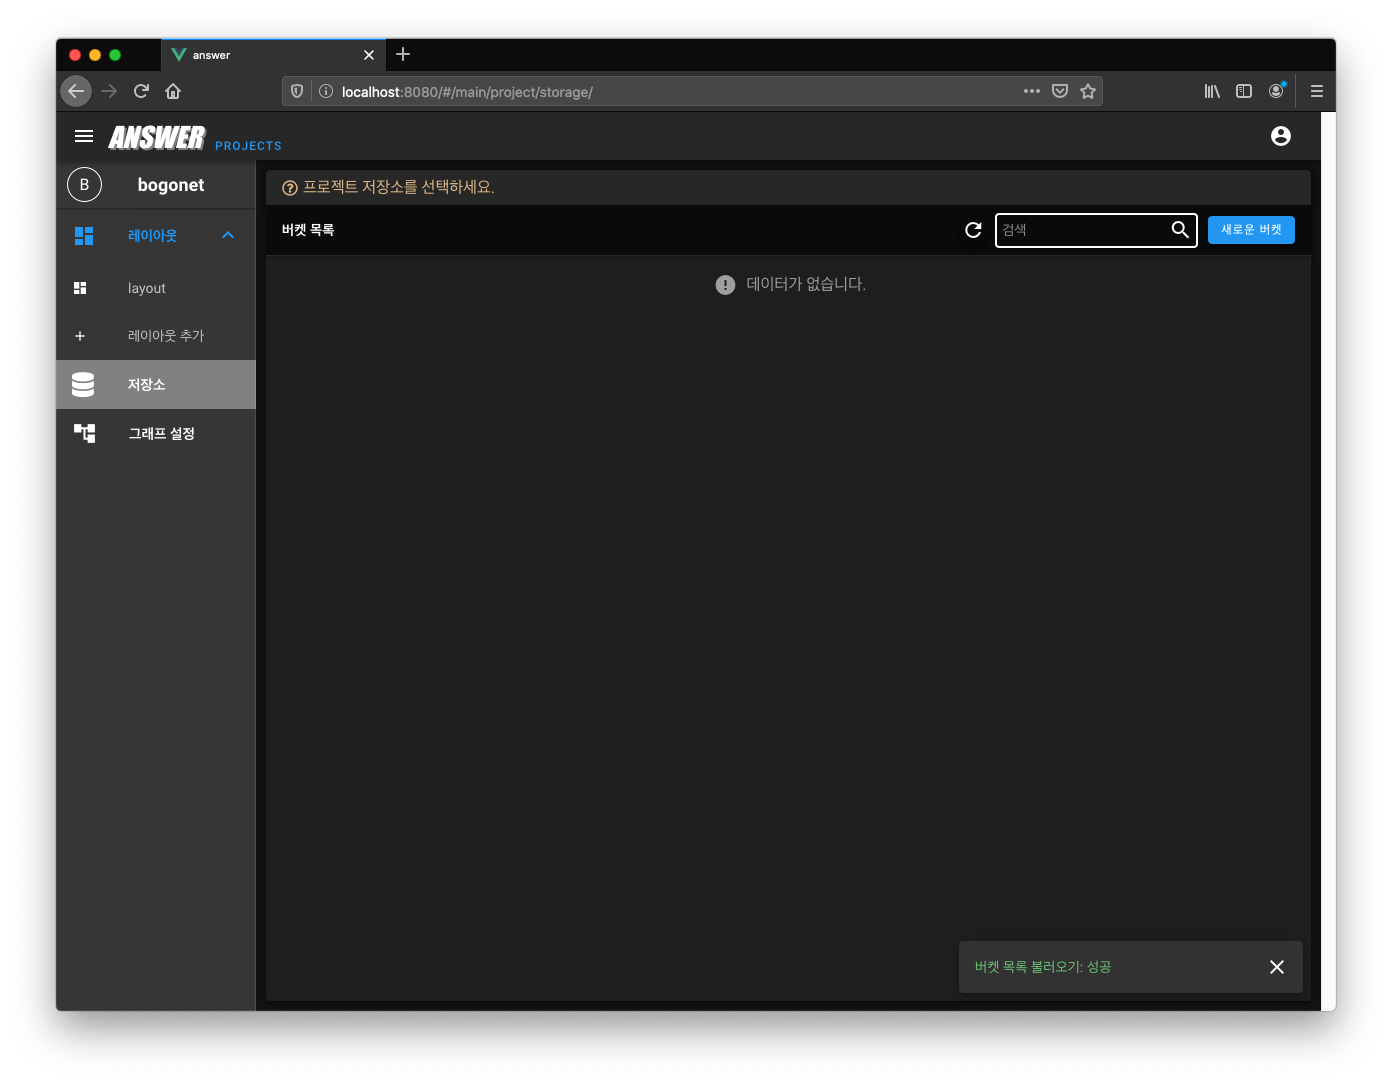 answer
localhost:8080/#/main/project/storage/
ANSWER PROJECTS
B bogonet
레이아웃
layout
레이아웃 추가
저장소
그래프 설정
프로젝트 저장소를 선택하세요.
버켓 목록
검색
새로운 버켓
데이터가 없습니다.
버켓 목록 불러오기: 성공